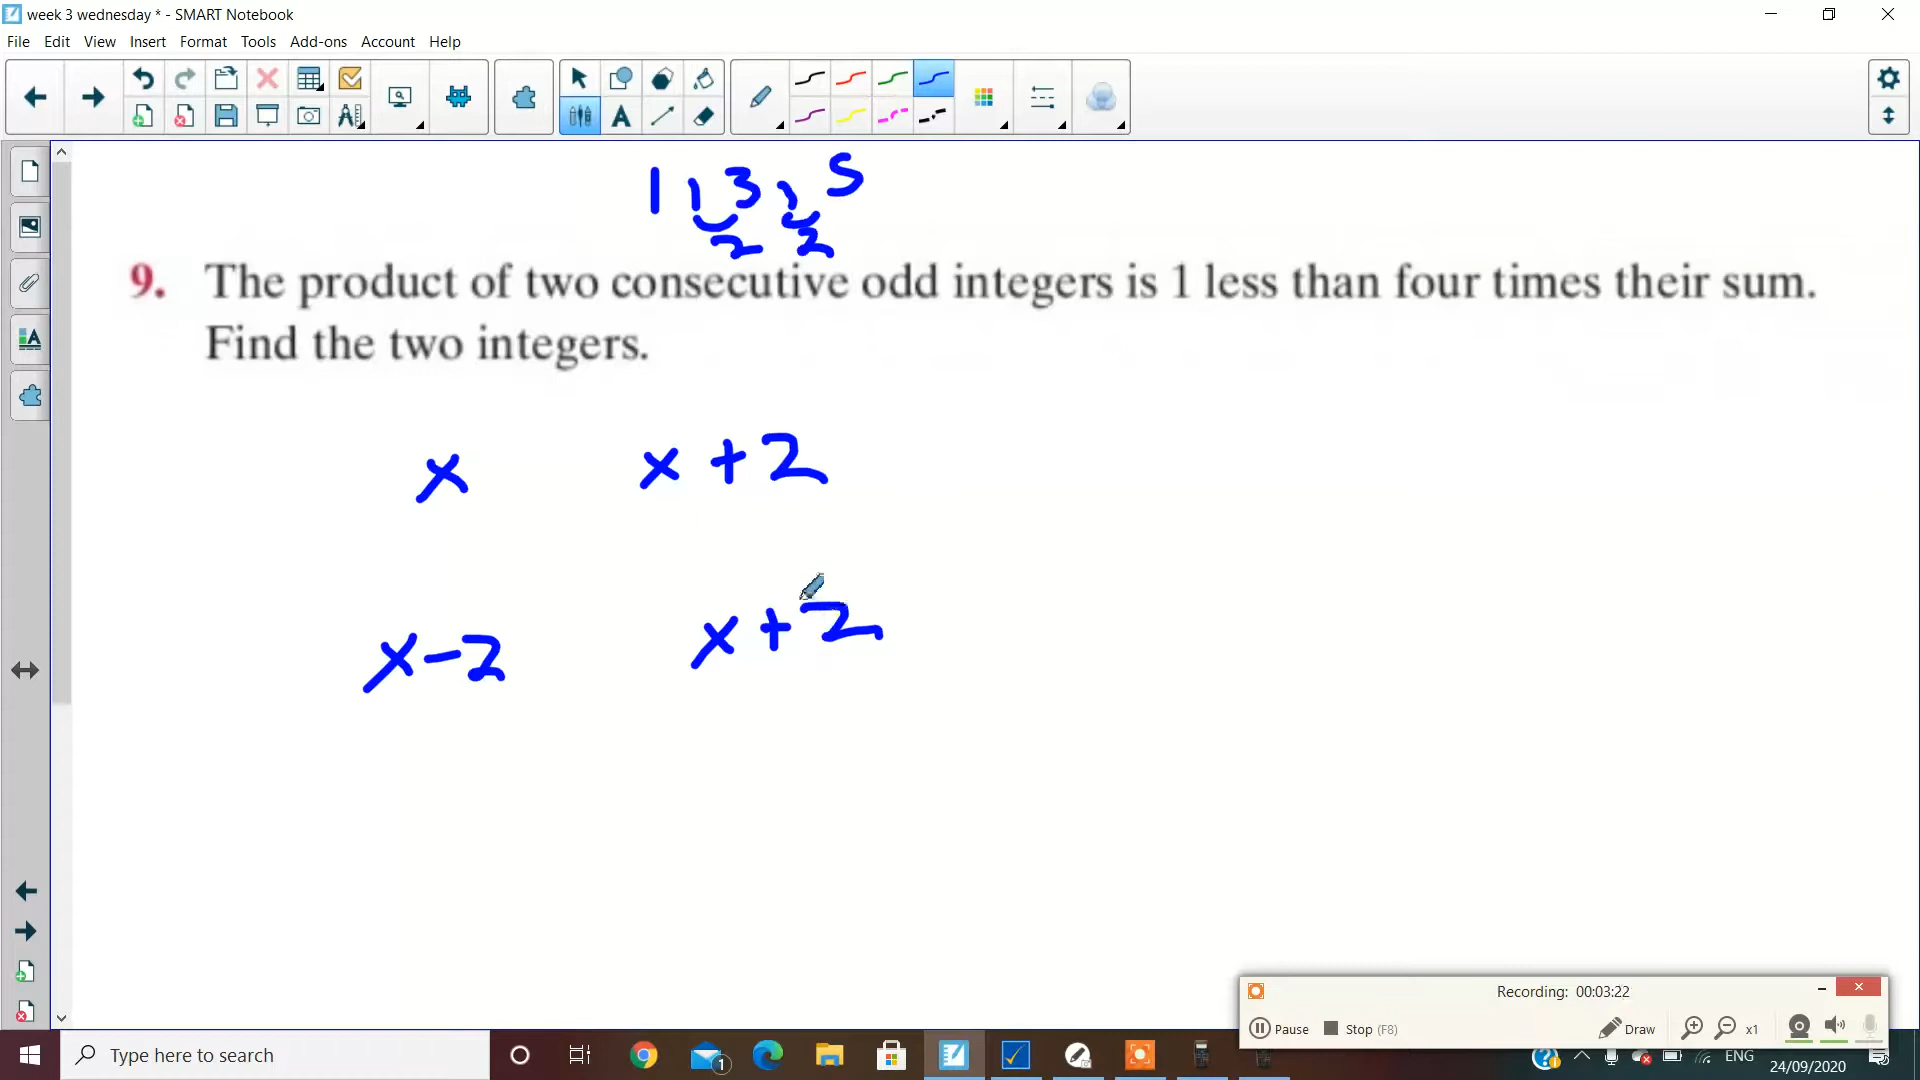 week 3 wednesday * - SMART Notebook
File Edit View Insert Format Tools Add-ons Account Help
1, 3, 5
2 2
9. The product of two consecutive odd integers is 1 less than four times their sum.
Find the two integers.
x x + 2
x - 2 x + 2
Recording: 00:03:22
Pause Stop (F8) Draw x1
Type here to search
1
ENG
24/09/2020